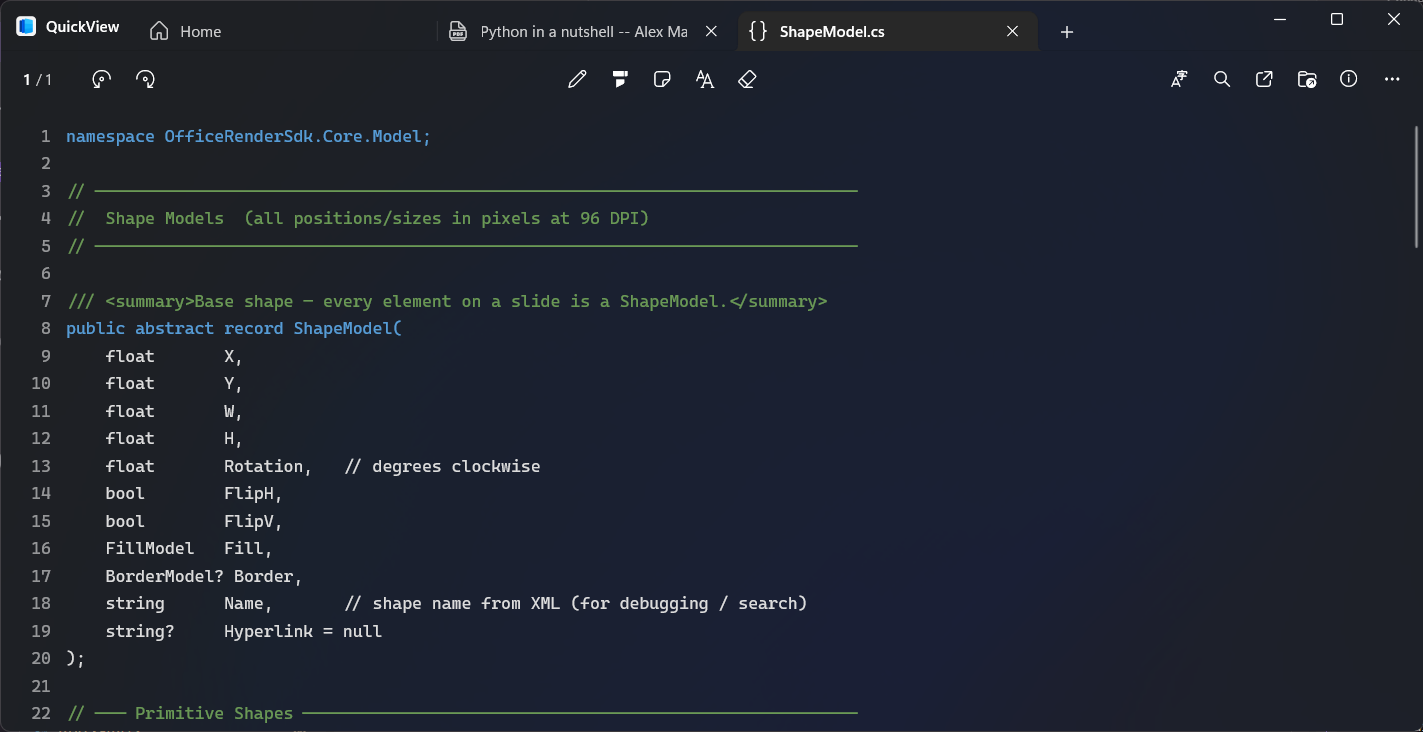 QuickView Home Python in a nutshell -- Alex Ma {} ShapeModel.cs
1 / 1
1 namespace OfficeRenderSdk.Core.Model;
2
3 // ──────────────────────────────────────────────────────────────
4 //  Shape Models  (all positions/sizes in pixels at 96 DPI)
5 // ──────────────────────────────────────────────────────────────
6
7 /// <summary>Base shape — every element on a slide is a ShapeModel.</summary>
8 public abstract record ShapeModel(
9     float       X,
10     float       Y,
11     float       W,
12     float       H,
13     float       Rotation,   // degrees clockwise
14     bool        FlipH,
15     bool        FlipV,
16     FillModel   Fill,
17     BorderModel? Border,
18     string      Name,       // shape name from XML (for debugging / search)
19     string?     Hyperlink = null
20 );
21
22 // ─── Primitive Shapes ─────────────────────────────────────────